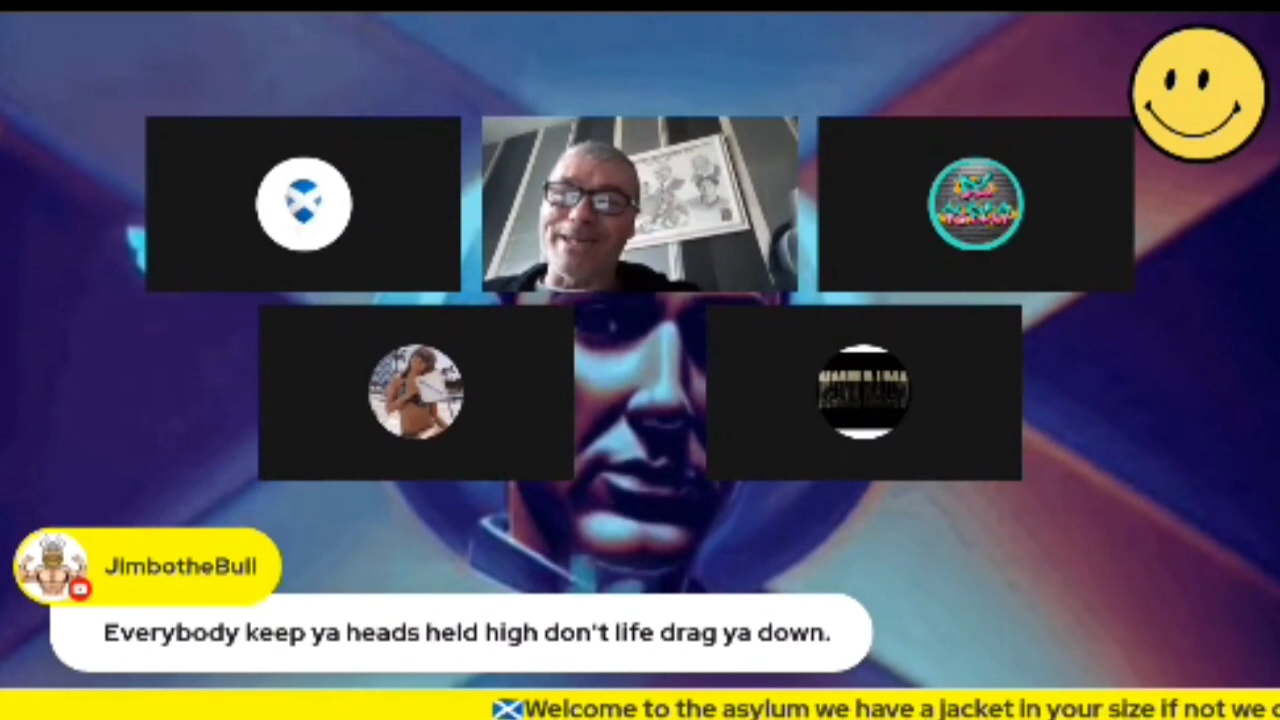 JimbotheBull
Everybody keep ya heads held high don't life drag ya down.
Welcome to the asylum we have a jacket in your size if not we